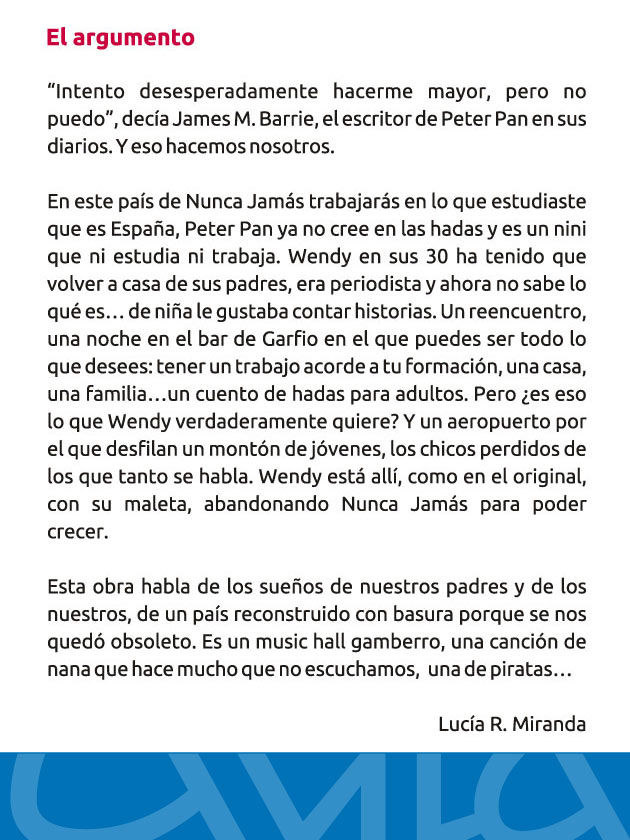 El argumento
“Intento desesperadamente hacerme mayor, pero no
puedo”, decía James M. Barrie, el escritor de Peter Pan en sus
diarios. Y eso hacemos nosotros.
En este país de Nunca Jamás trabajarás en lo que estudiaste
que es España, Peter Pan ya no cree en las hadas y es un nini
que ni estudia ni trabaja. Wendy en sus 30 ha tenido que
volver a casa de sus padres, era periodista y ahora no sabe lo
qué es… de niña le gustaba contar historias. Un reencuentro,
una noche en el bar de Garfio en el que puedes ser todo lo
que desees: tener un trabajo acorde a tu formación, una casa,
una familia…un cuento de hadas para adultos. Pero ¿es eso
lo que Wendy verdaderamente quiere? Y un aeropuerto por
el que desfilan un montón de jóvenes, los chicos perdidos de
los que tanto se habla. Wendy está allí, como en el original,
con su maleta, abandonando Nunca Jamás para poder
crecer.
Esta obra habla de los sueños de nuestros padres y de los
nuestros, de un país reconstruido con basura porque se nos
quedó obsoleto. Es un music hall gamberro, una canción de
nana que hace mucho que no escuchamos,  una de piratas…
Lucía R. Miranda